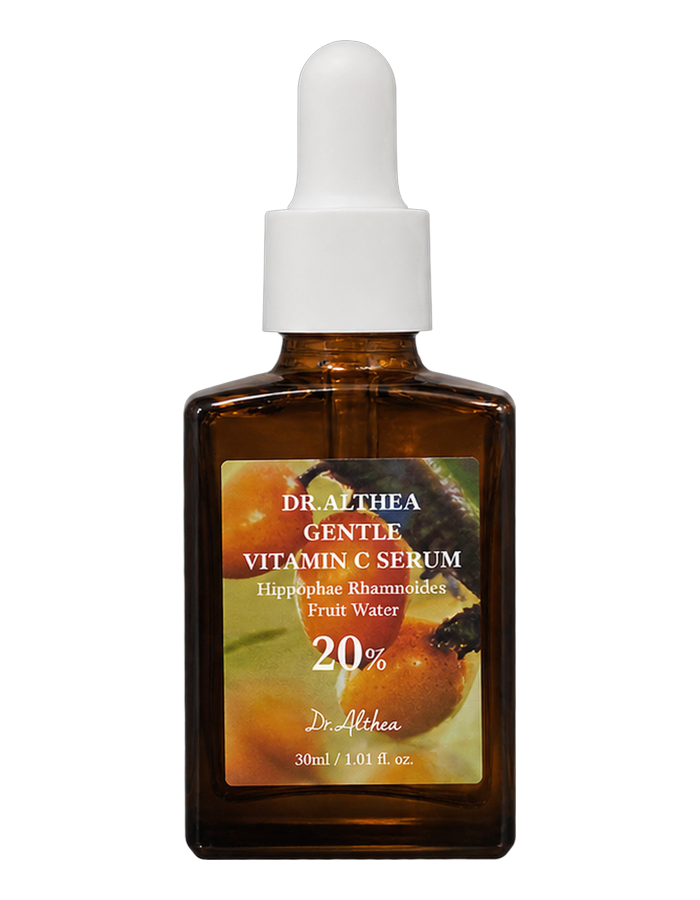 DR.ALTHEA
GENTLE
VITAMIN C SERUM
Hippophae Rhamnoides
Fruit Water
20%
Dr.Althea
30ml / 1.01 fl. oz.